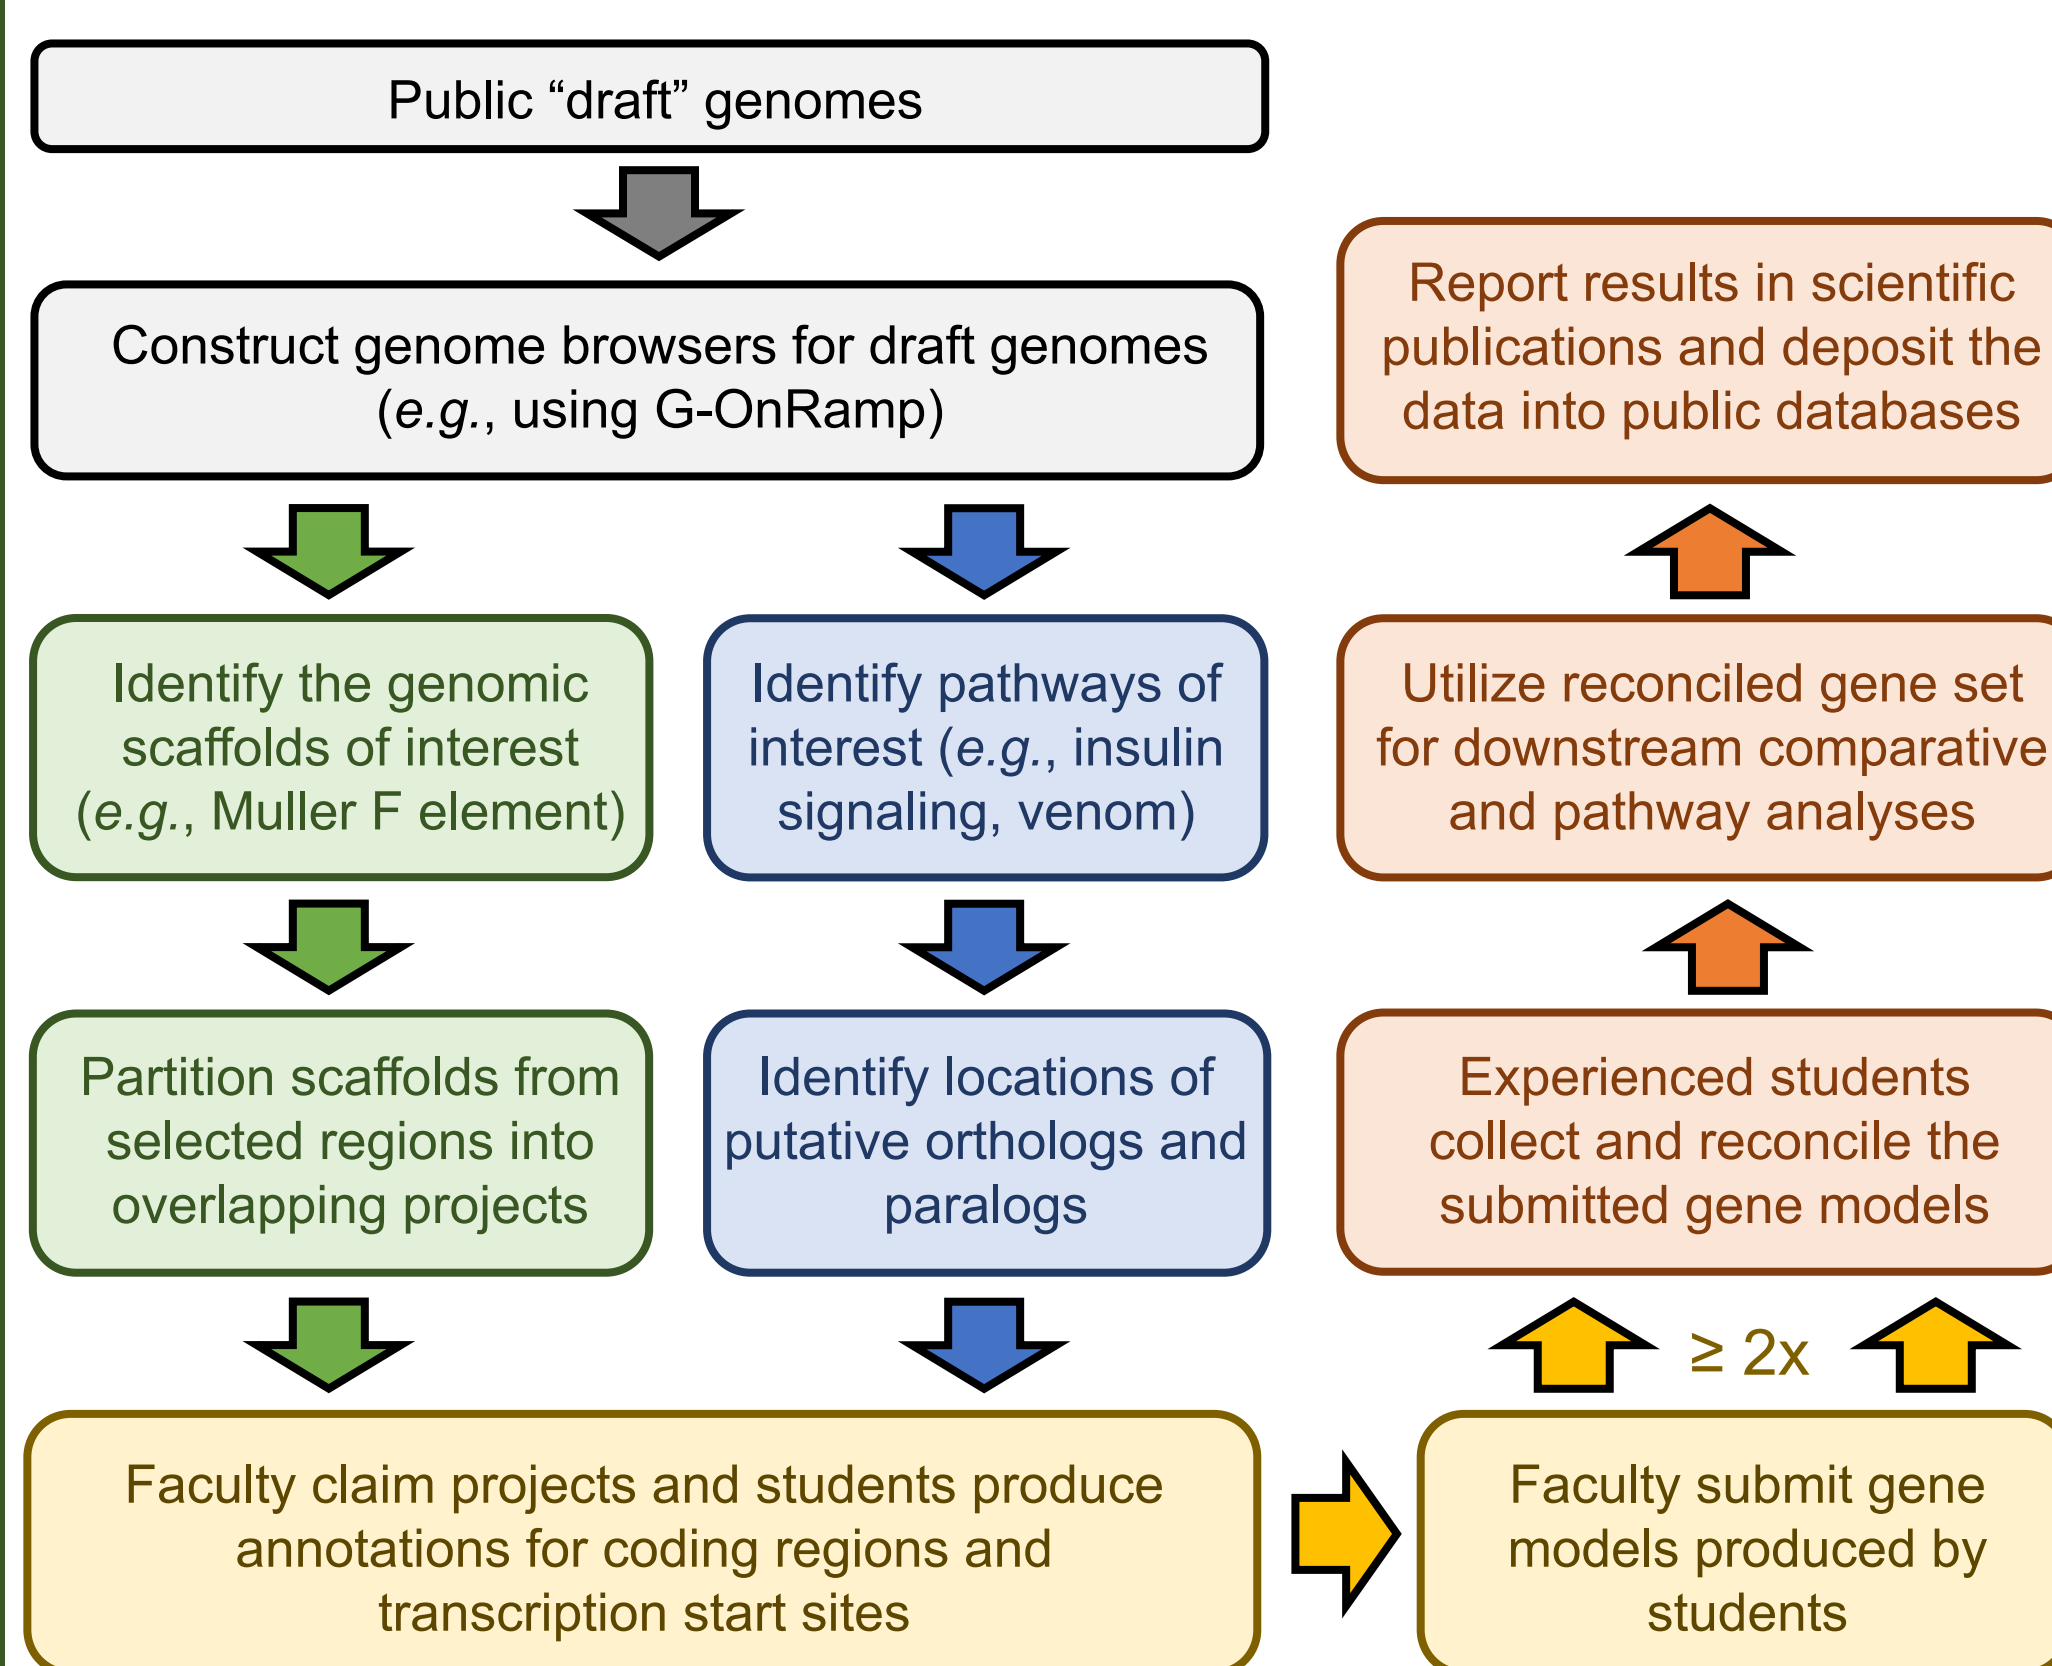 Public “draft” genomes
Construct genome browsers for draft genomes
(e.g., using G-OnRamp)
Identify the genomic
scaffolds of interest
(e.g., Muller F element)
Partition scaffolds from
selected regions into
overlapping projects
Identify pathways of
interest (e.g., insulin
signaling, venom)
Identify locations of
putative orthologs and
paralogs
Faculty claim projects and students produce
annotations for coding regions and
transcription start sites
Faculty submit gene
models produced by
students
≥ 2x
Experienced students
collect and reconcile the
submitted gene models
Utilize reconciled gene set
for downstream comparative
and pathway analyses
Report results in scientific
publications and deposit the
data into public databases